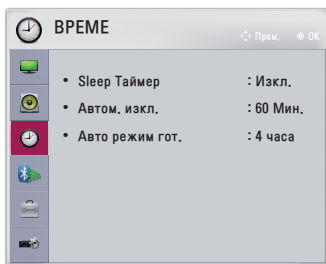 ВРЕМЕ
Прем. ⊙ OK
• Sleep Таймер : Изкл.
• Автом. изкл. : 60 Мин.
• Авто режим гот. : 4 часа